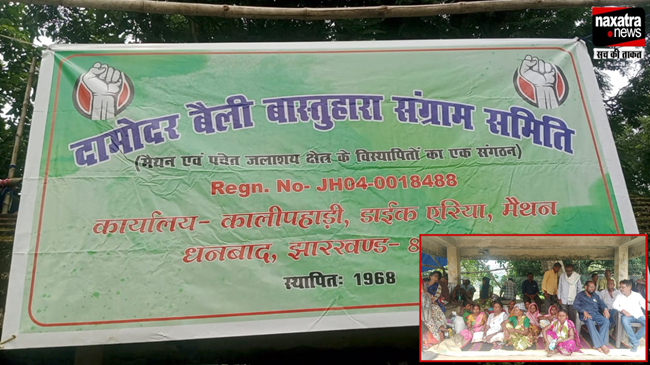 naxatra
news
सच की ताकत
दामोदर बैली बास्तुहारा संग्राम समिति
(मैथन एवं पचेत जलाशय क्षेत्र के विस्थापितों का एक संगठन)
Regn. No- JH04-0018488
कार्यालय- कालीपहाड़ी, डाईक एरिया, मैथन
धनबाद, झारखण्ड- 8
स्थापितः 1968